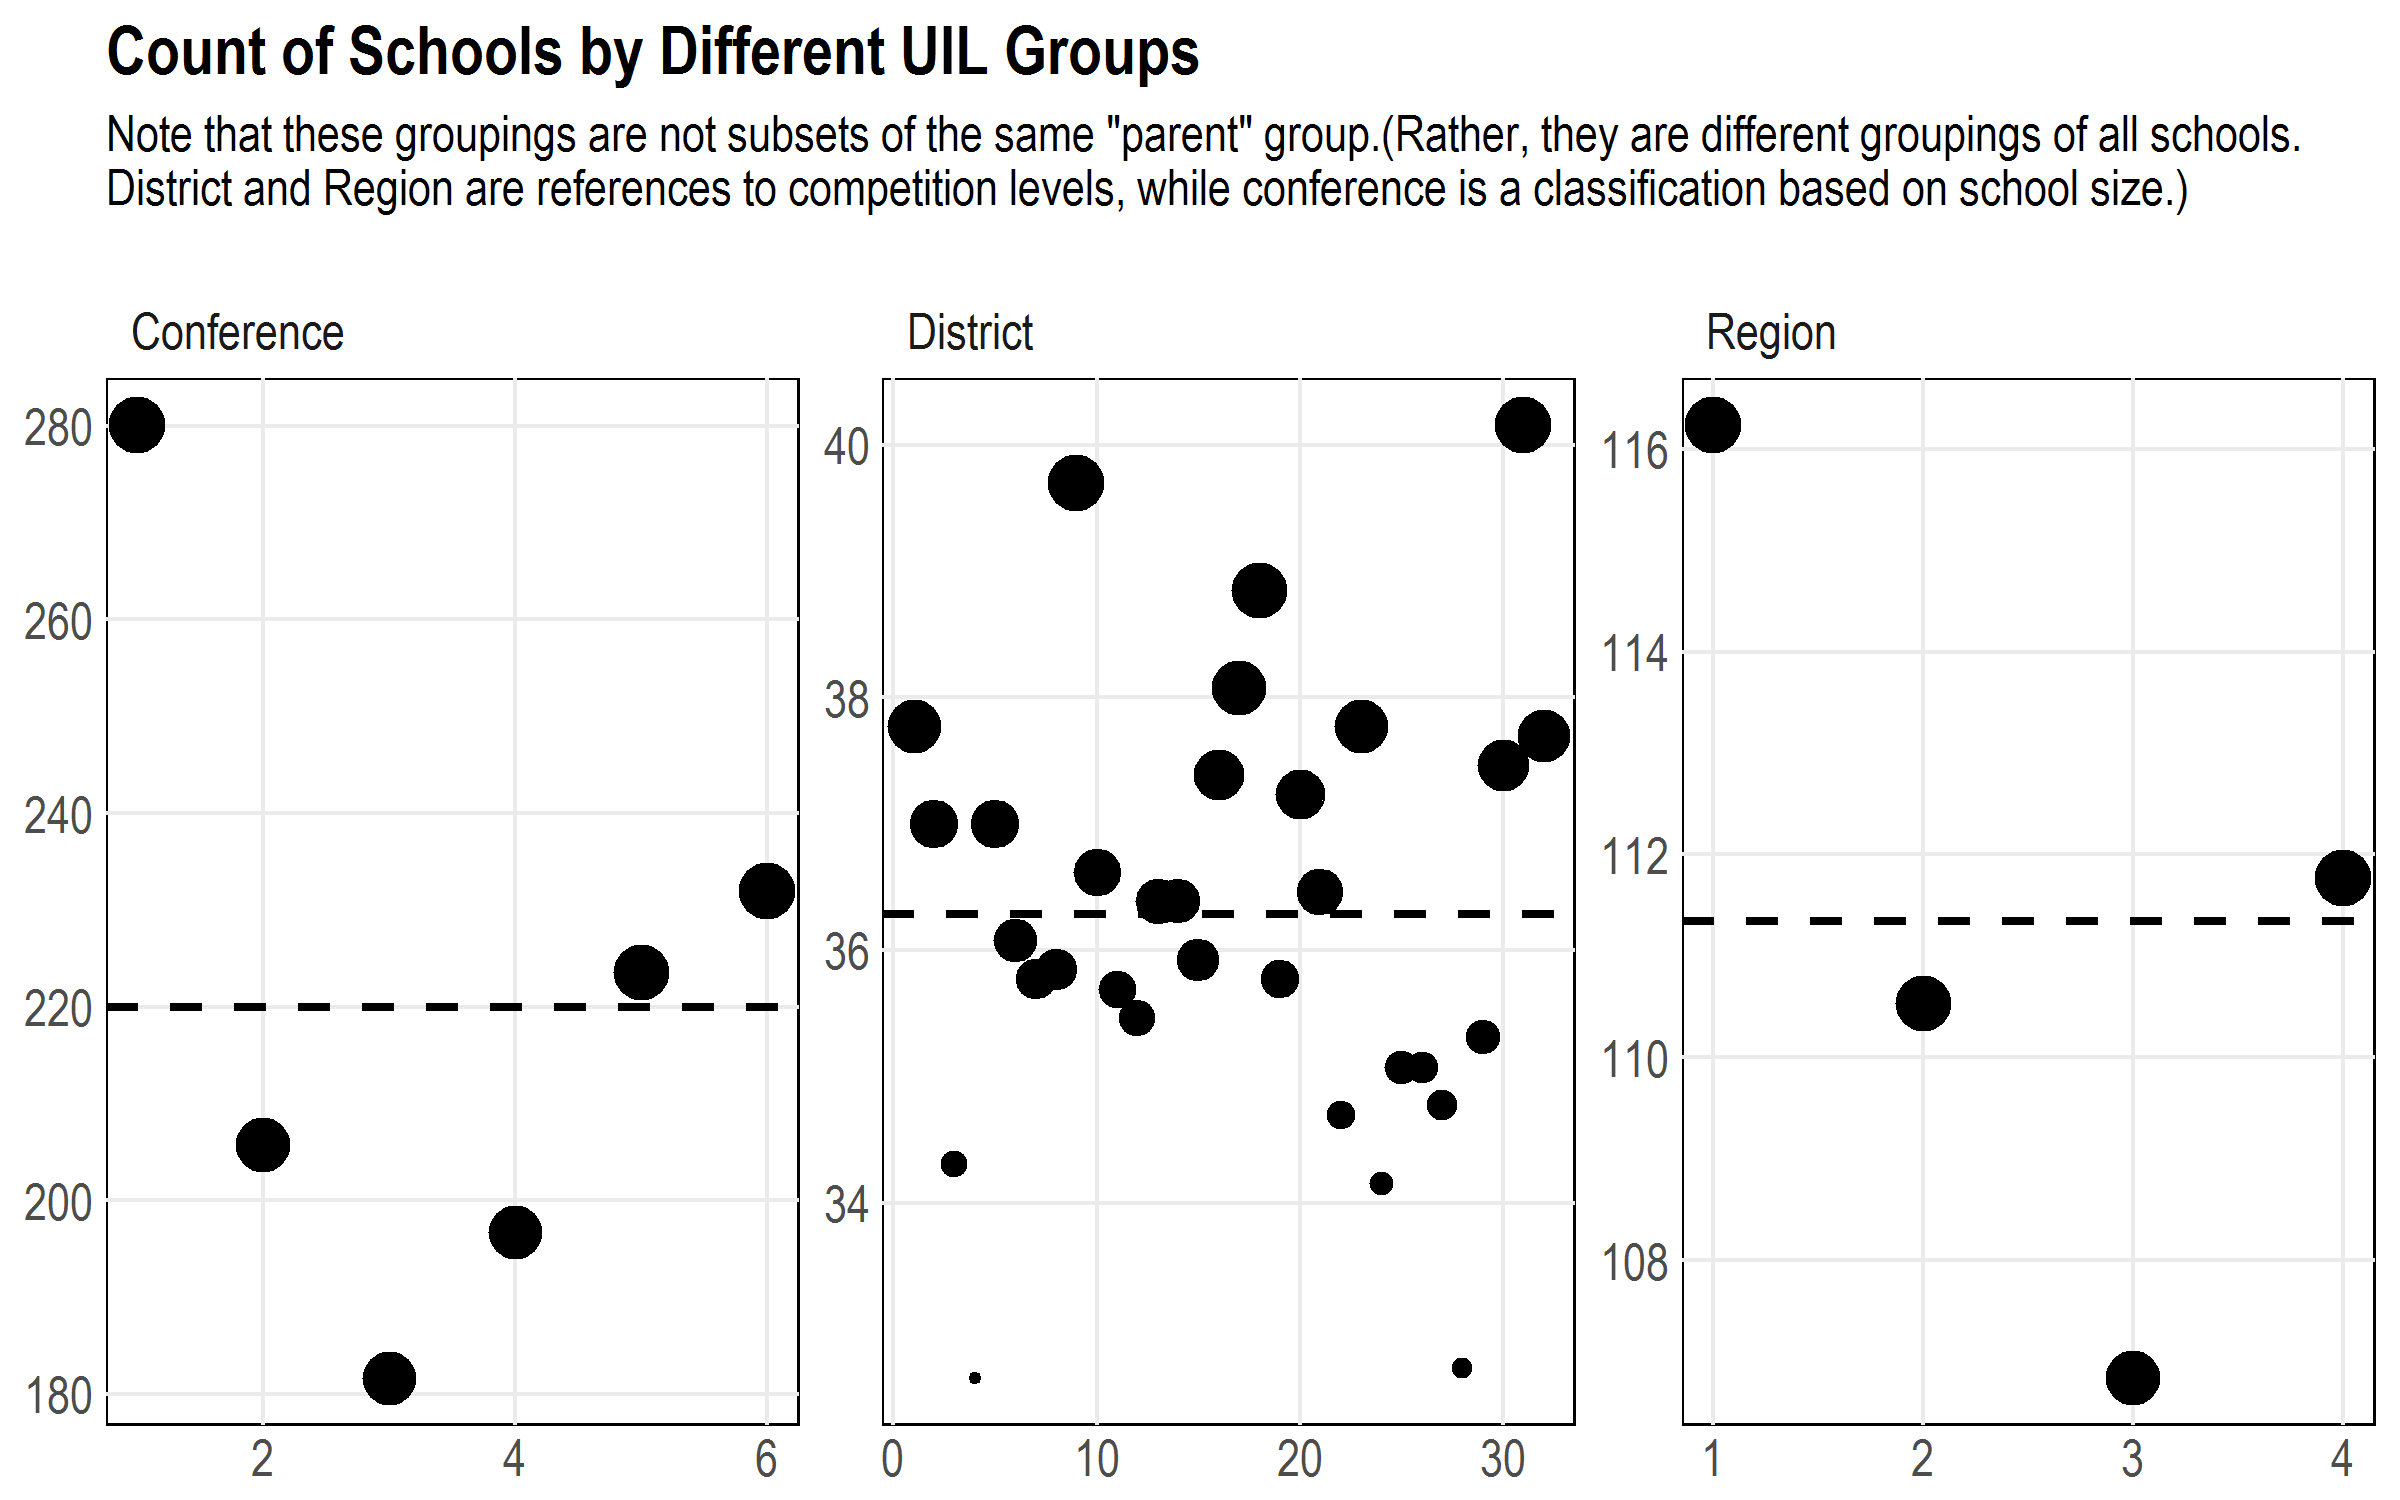 Count of Schools by Different UIL Groups
Note that these groupings are not subsets of the same "parent" group.(Rather, they are different groupings of all schools.
District and Region are references to competition levels, while conference is a classification based on school size.)
Conference
280
260
240
220
200
180
2 4 6
District
40
38
36
34
0 10 20 30
Region
116
114
112
110
108
1 2 3 4